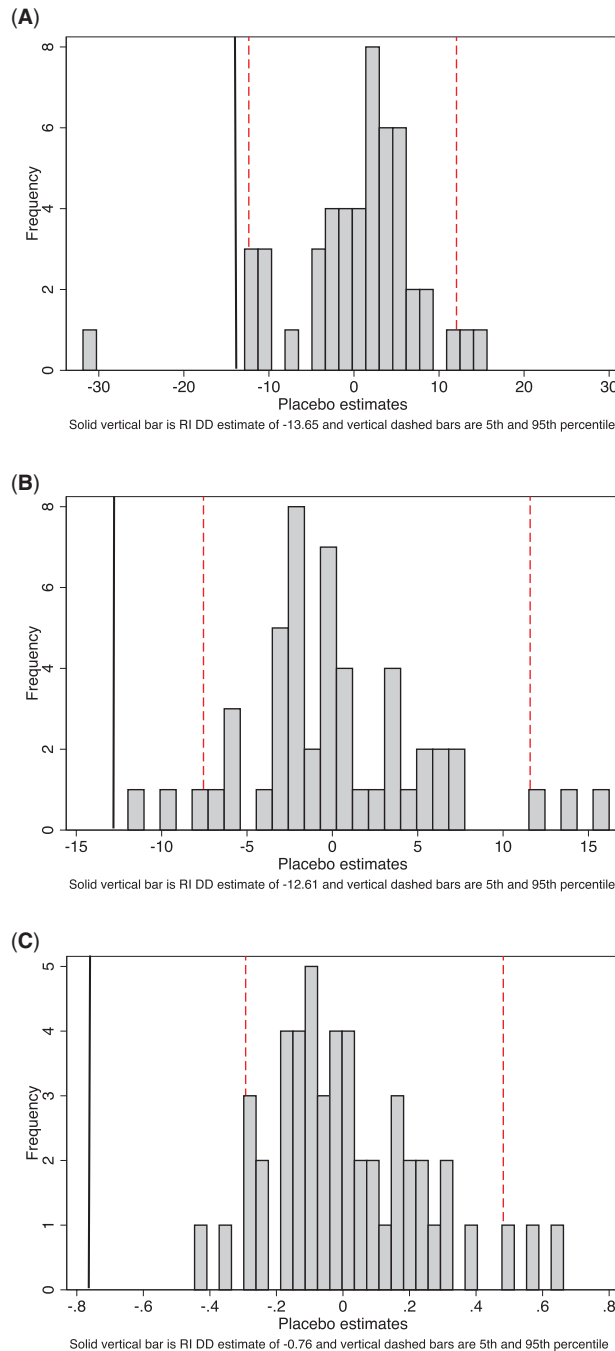 (A)
Frequency
8
6
4
2
0
-30 -20 -10 0 10 20 30
Placebo estimates
Solid vertical bar is RI DD estimate of -13.65 and vertical dashed bars are 5th and 95th percentile
(B)
Frequency
8
6
4
2
0
-15 -10 -5 0 5 10 15
Placebo estimates
Solid vertical bar is RI DD estimate of -12.61 and vertical dashed bars are 5th and 95th percentile
(C)
Frequency
5
4
3
2
1
0
-.8 -.6 -.4 -.2 0 .2 .4 .6 .8
Placebo estimates
Solid vertical bar is RI DD estimate of -0.76 and vertical dashed bars are 5th and 95th percentile